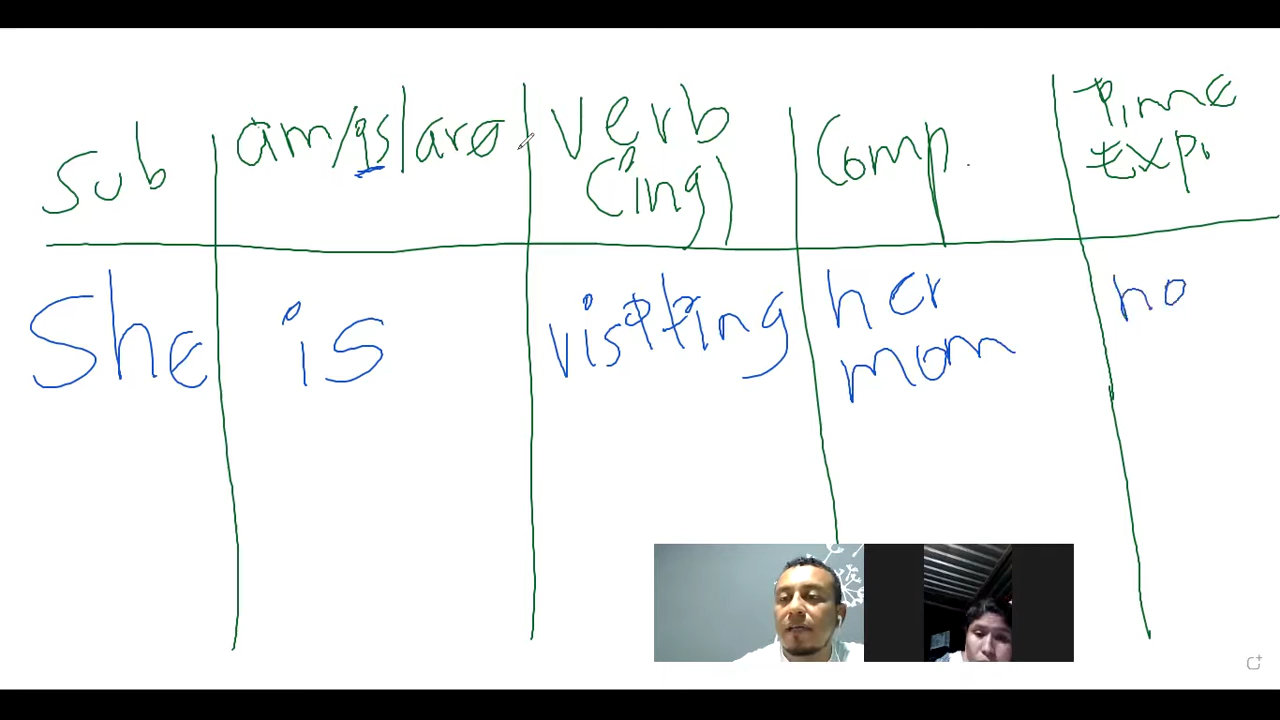 Sub am/is/are Verb Comp. Time
(ing) Exp.
She is visiting her no
mom